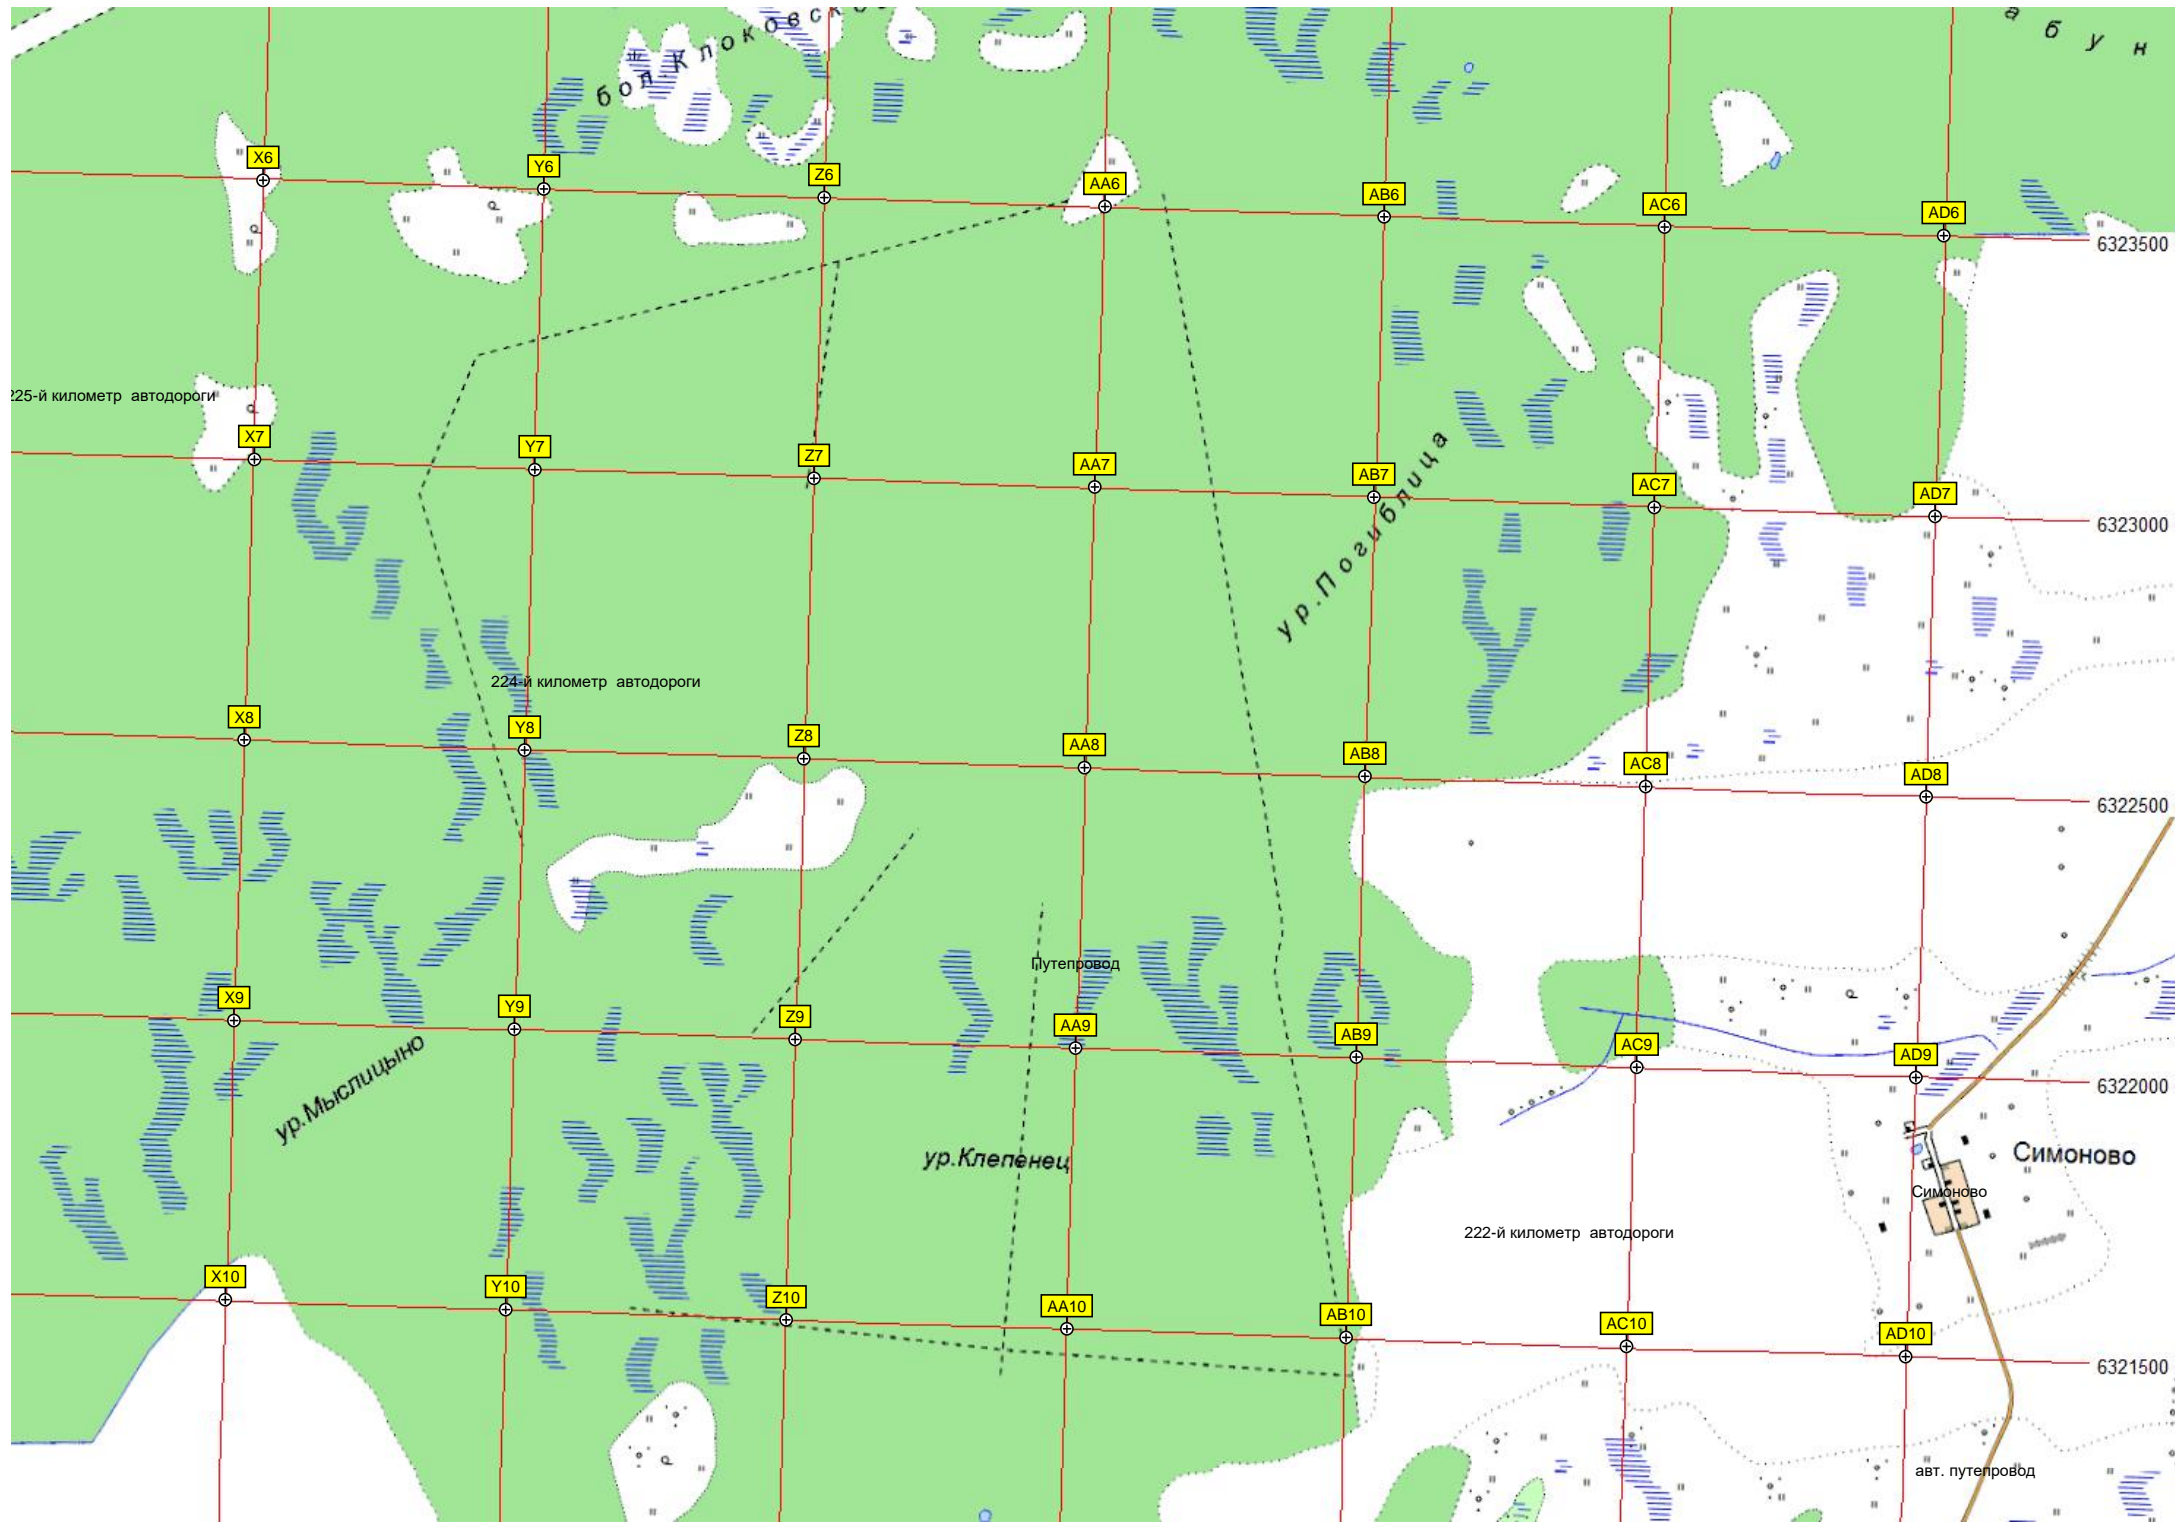 бол.Клоковско
абун
X6
Y6
Z6
AA6
AB6
AC6
AD6
6323500
225-й километр автодороги
X7
Y7
Z7
AA7
AB7
AC7
AD7
6323000
ур.Погиблица
224-й километр автодороги
X8
Y8
Z8
AA8
AB8
AC8
AD8
6322500
Путепровод
X9
Y9
Z9
AA9
AB9
AC9
AD9
6322000
ур.Мыслицыно
ур.Клепенец
Симоново
Симоново
222-й километр автодороги
X10
Y10
Z10
AA10
AB10
AC10
AD10
6321500
авт. путепровод